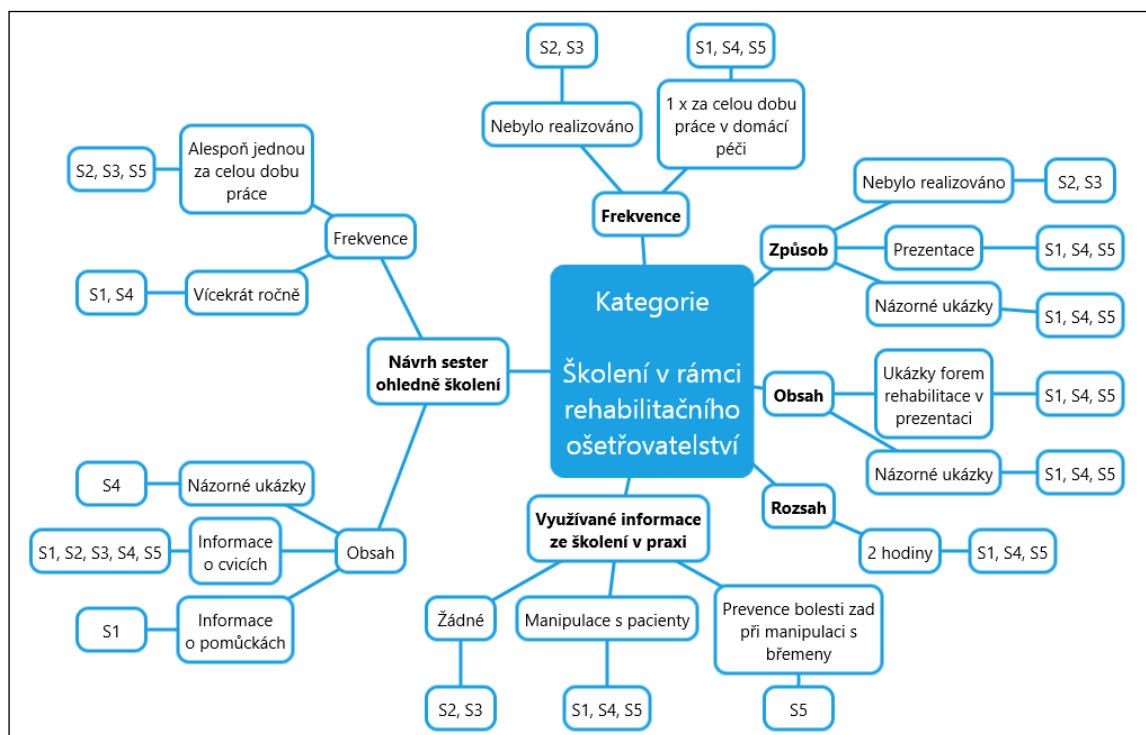 S2, S3
S1, S4, S5
Nebylo realizováno
1 x za celou dobu
práce v domácí
péči
Frekvence
Alespoň jednou
za celou dobu
práce
S2, S3, S5
Frekvence
S1, S4
Vícekrát ročně
Návrh sester
ohledně školení
S4
Názorné ukázky
S1, S2, S3, S4, S5
Informace
o cvicích
Obsah
S1
Informace
o pomůckách
Kategorie
Školení v rámci
rehabilitačního
ošetřovatelství
Způsob
Nebylo realizováno
S2, S3
Prezentace
S1, S4, S5
Názorné ukázky
S1, S4, S5
Obsah
Ukázky forem
rehabilitace v
prezentaci
S1, S4, S5
Názorné ukázky
S1, S4, S5
Rozsah
2 hodiny
S1, S4, S5
Využívané informace
ze školení v praxi
Žádné
S2, S3
Manipulace s pacienty
S1, S4, S5
Prevence bolesti zad
při manipulaci s
břemeny
S5